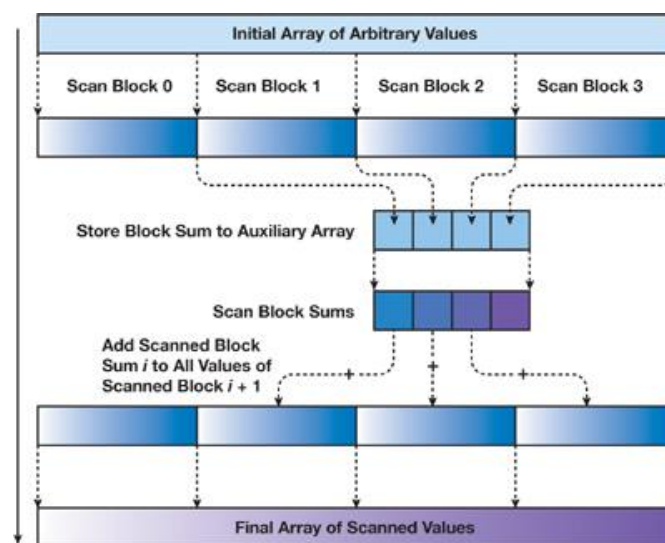 Initial Array of Arbitrary Values
Scan Block 0
Scan Block 1
Scan Block 2
Scan Block 3
Store Block Sum to Auxiliary Array
Scan Block Sums
Add Scanned Block
Sum i to All Values of
Scanned Block i + 1
+
+
+
Final Array of Scanned Values